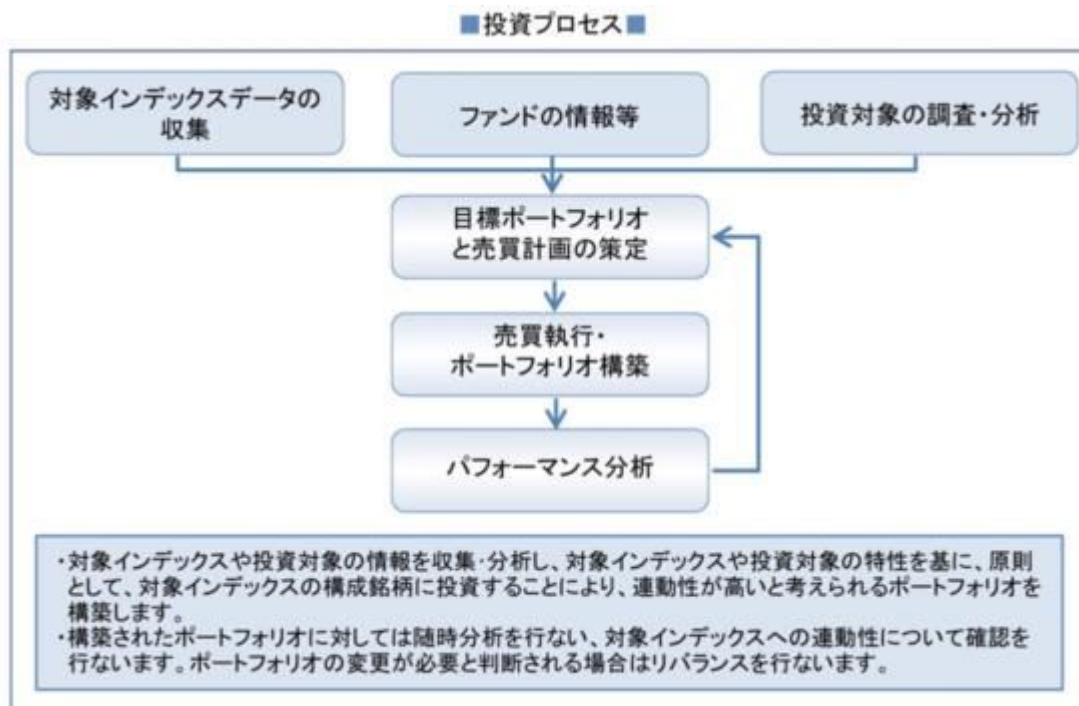 ■投資プロセス■
対象インデックスデータの
収集
ファンドの情報等
投資対象の調査・分析
目標ポートフォリオ
と売買計画の策定
売買執行・
ポートフォリオ構築
パフォーマンス分析
・対象インデックスや投資対象の情報を収集・分析し、対象インデックスや投資対象の特性を基に、原則
として、対象インデックスの構成銘柄に投資することにより、連動性が高いと考えられるポートフォリオを
構築します。
・構築されたポートフォリオに対しては随時分析を行ない、対象インデックスへの連動性について確認を
行ないます。ポートフォリオの変更が必要と判断される場合はリバランスを行ないます。